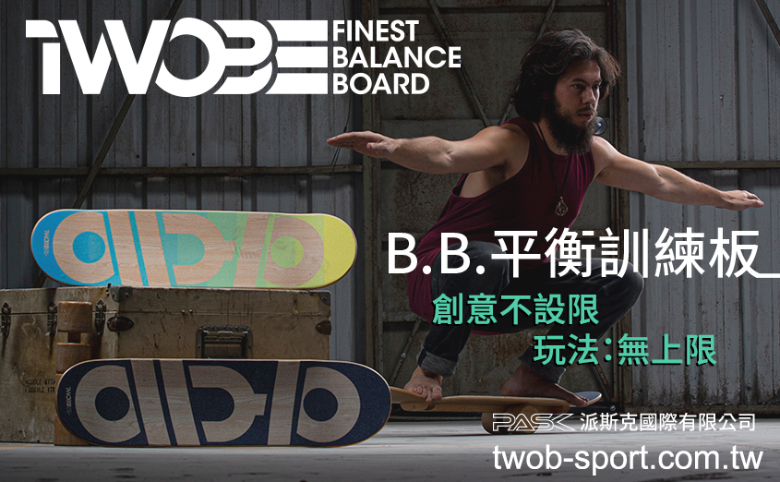 TWOBE
FINEST
BALANCE
BOARD
B.B.平衡訓練板
創意不設限
玩法：無上限
PASK 派斯克國際有限公司
twob-sport.com.tw